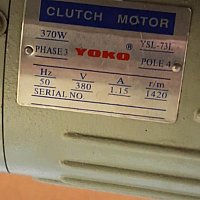 CLUTCH MOTOR
370W YSL-73L
PHASE 3 YOKO ® POLE 4
Hz V A r/m
50 380 1.15 1420
SERIAL NO.